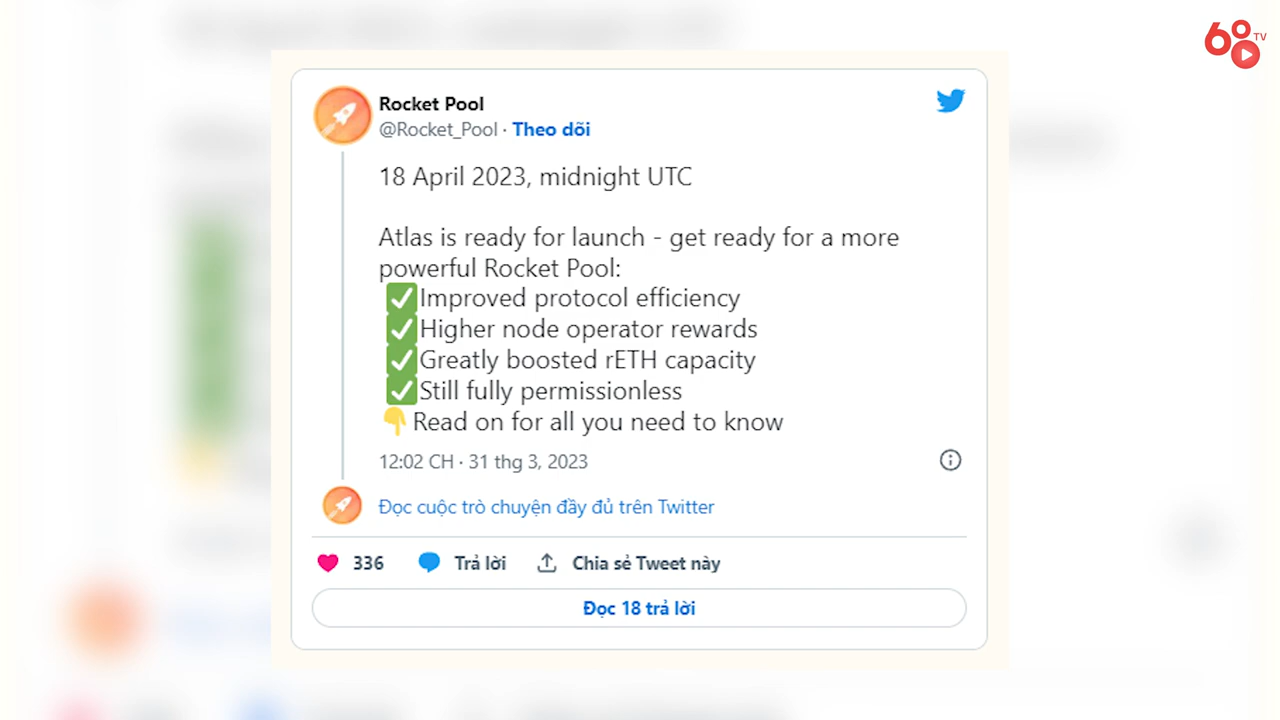 68 TV
Rocket Pool
@Rocket_Pool · Theo dõi
18 April 2023, midnight UTC
Atlas is ready for launch - get ready for a more
powerful Rocket Pool:
✅Improved protocol efficiency
✅Higher node operator rewards
✅Greatly boosted rETH capacity
✅Still fully permissionless
👇Read on for all you need to know
12:02 CH · 31 thg 3, 2023
Đọc cuộc trò chuyện đầy đủ trên Twitter
336 Trả lời Chia sẻ Tweet này
Đọc 18 trả lời